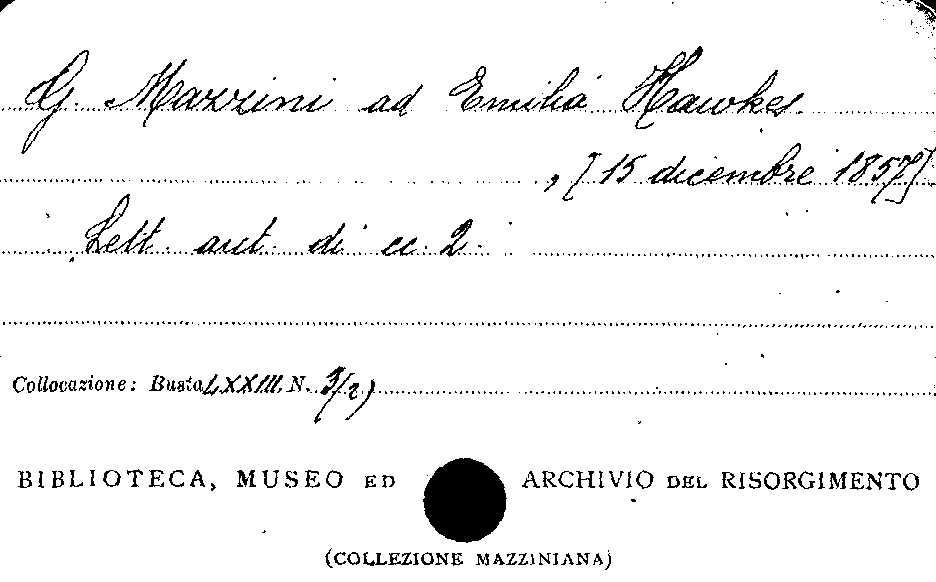 G. Mazzini ad Emilia Hawkes
, [15 dicembre 1857]
Lett. aut. di cc. 2.
Collocazione: Busta LXXIII N. 3/2)
BIBLIOTECA, MUSEO ED ARCHIVIO DEL RISORGIMENTO
(COLLEZIONE MAZZINIANA)